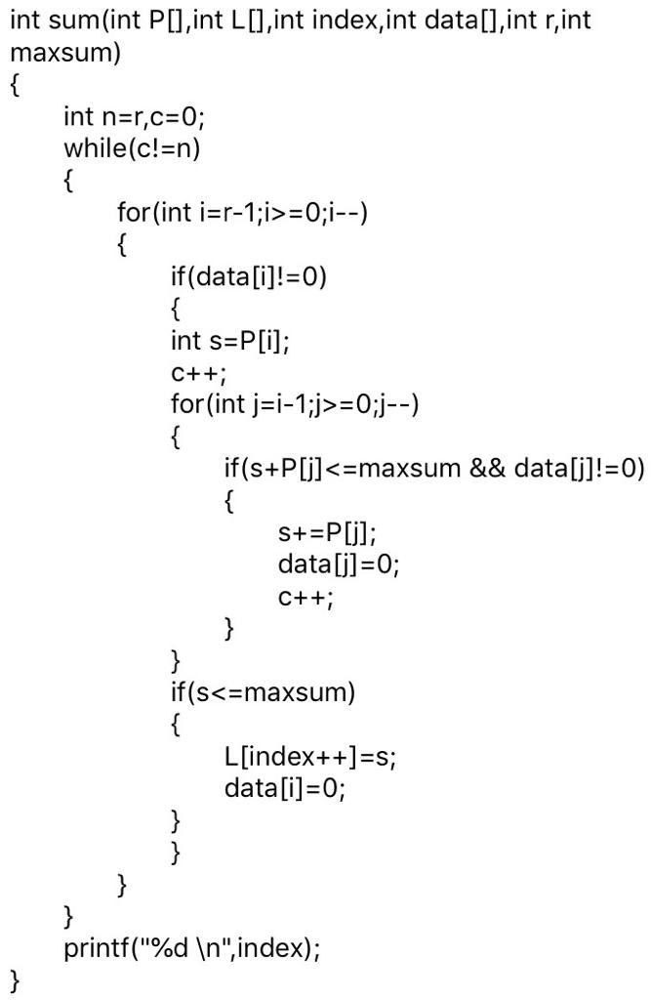 int sum(int P[],int L[],int index,int data[],int r,int
maxsum)
{
int n=r,c=0;
while(c!=n)
{
for(int i=r-1;i>=0;i--)
{
if(data[i]!=0)
{
int s=P[i];
c++;
for(int j=i-1;j>=0;j--)
{
if(s+P[j]<=maxsum && data[j]!=0)
{
s+=P[j];
data[j]=0;
c++;
}
}
if(s<=maxsum)
{
L[index++]=s;
data[i]=0;
}
}
}
}
printf("%d \n",index);
}